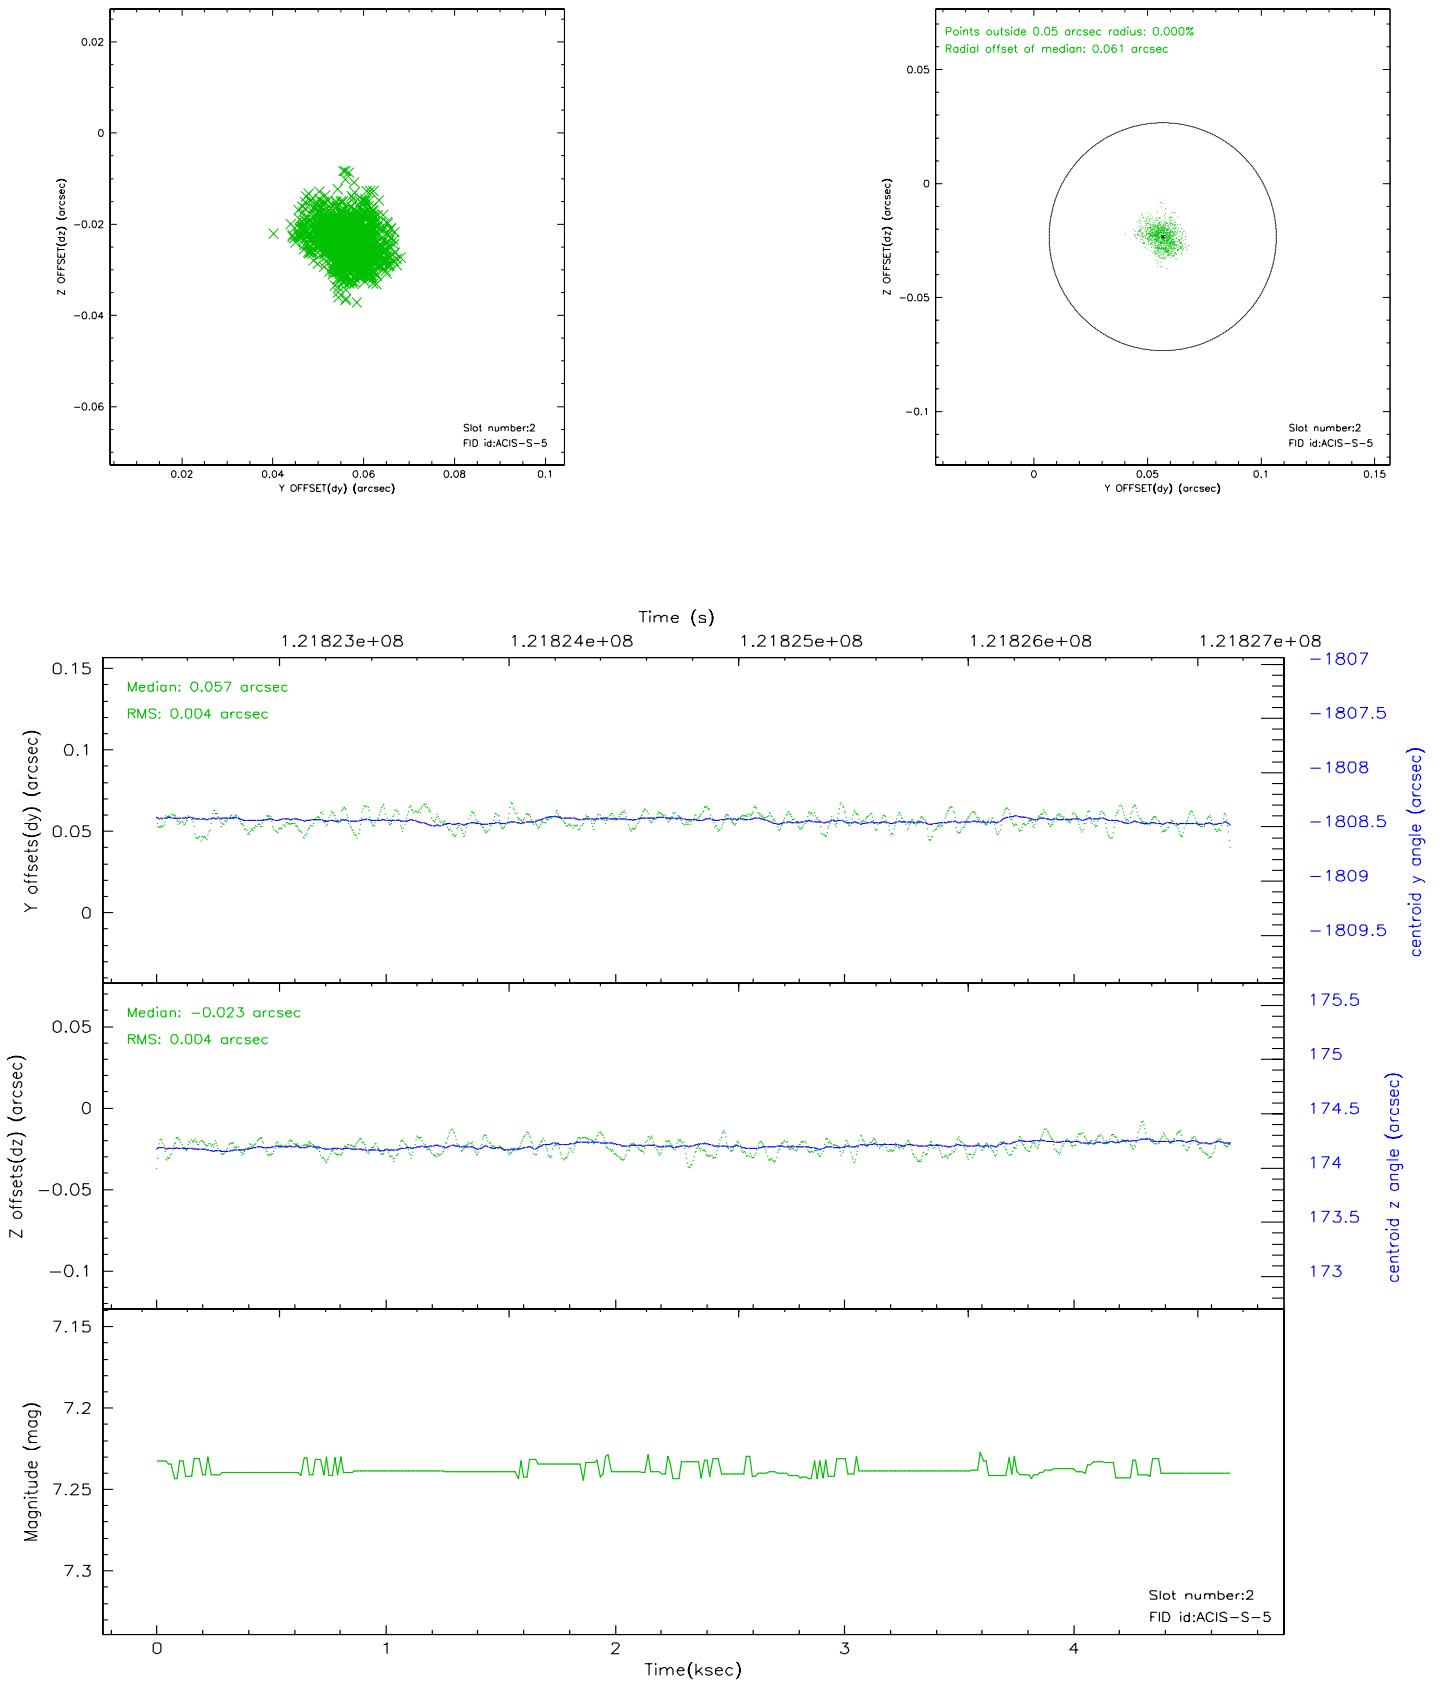 0.02
0
-0.02
-0.04
-0.06
Z OFFSET(dz) (arcsec)
Slot number:2
FID id:ACIS-S-5
0.02 0.04 0.06 0.08 0.1
Y OFFSET(dy) (arcsec)
Points outside 0.05 arcsec radius: 0.000%
Radial offset of median: 0.061 arcsec
0.05
0
-0.05
-0.1
Z OFFSET(dz) (arcsec)
Slot number:2
FID id:ACIS-S-5
0 0.05 0.1 0.15
Y OFFSET(dy) (arcsec)
Time (s)
1.21823e+08 1.21824e+08 1.21825e+08 1.21826e+08 1.21827e+08
Median: 0.057 arcsec
RMS: 0.004 arcsec
0.15
0.1
0.05
0
Y offsets(dy) (arcsec)
-1807
-1807.5
-1808
-1808.5
-1809
-1809.5
centroid y angle (arcsec)
Median: -0.023 arcsec
RMS: 0.004 arcsec
0.05
0
-0.05
-0.1
Z offsets(dz) (arcsec)
175.5
175
174.5
174
173.5
173
centroid z angle (arcsec)
7.15
7.2
7.25
7.3
Magnitude (mag)
Slot number:2
FID id:ACIS-S-5
0 1 2 3 4
Time(ksec)